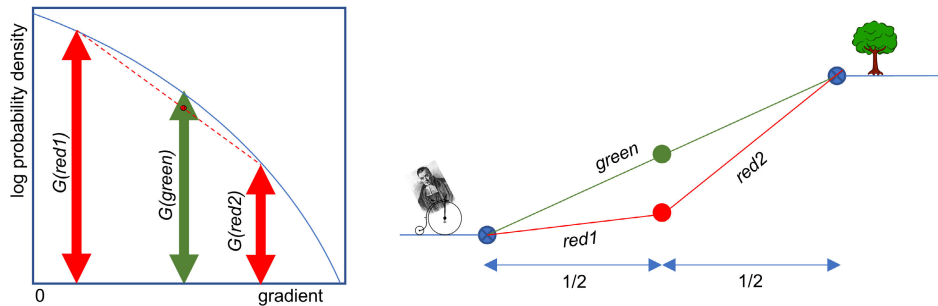 log probability density
G(red1)
G(green)
G(red2)
0
gradient
green
red2
red1
1/2
1/2